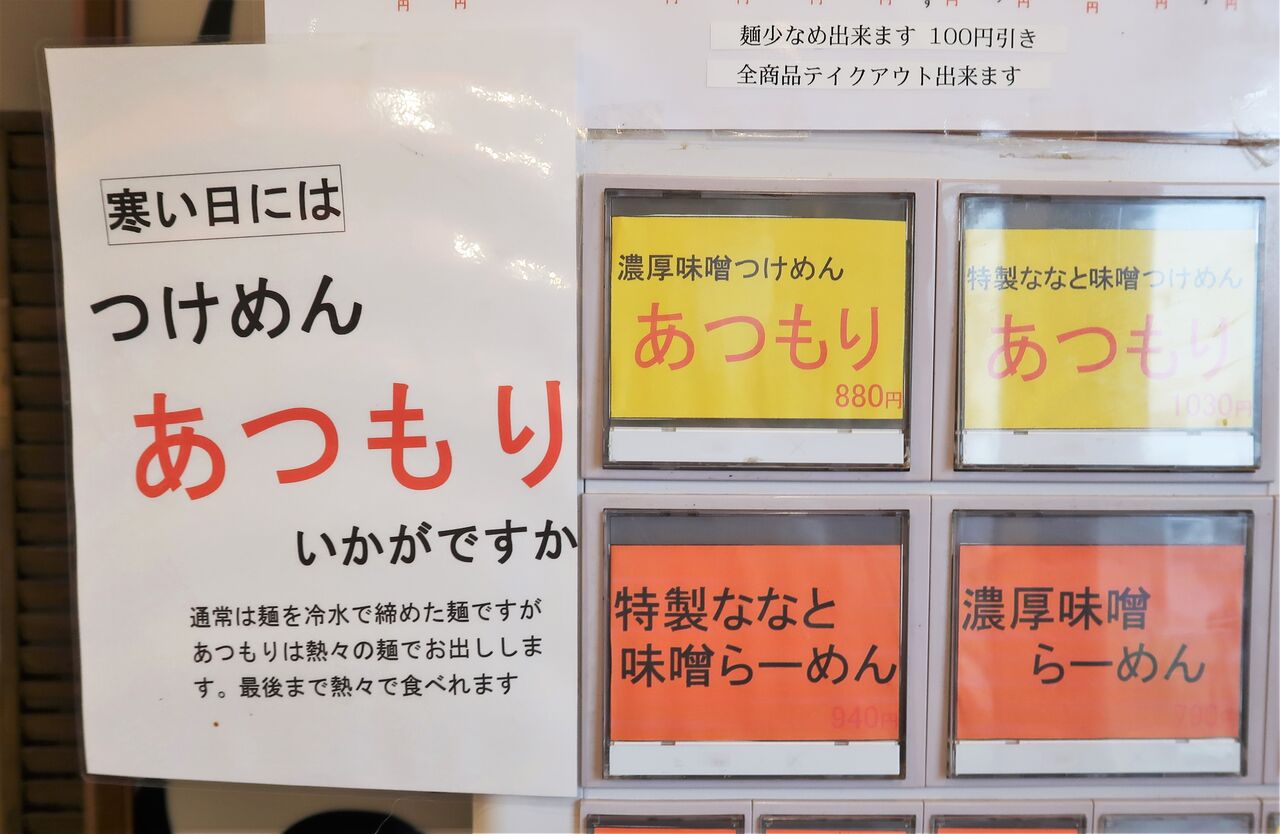 麺少なめ出来ます 100円引き
全商品テイクアウト出来ます
寒い日には
つけめん
あつもり
いかがですか
通常は麺を冷水で締めた麺ですが
あつもりは熱々の麺でお出ししま
す。最後まで熱々で食べれます
濃厚味噌つけめん
あつもり
880円
特製ななと味噌つけめん
あつもり
1030円
特製ななと
味噌らーめん
940円
濃厚味噌
らーめん